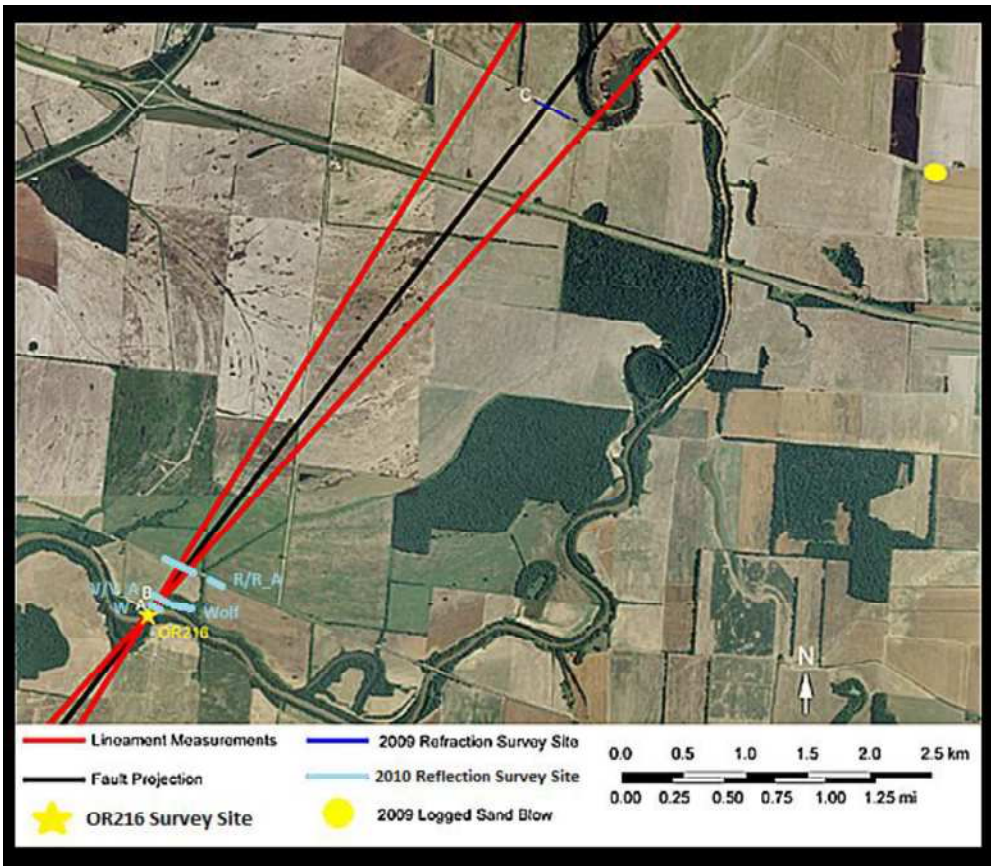 C
R/R_A
B
A
W
Wolf
OR216
N
Lineament Measurements
2009 Refraction Survey Site
0.0 0.5 1.0 1.5 2.0 2.5 km
Fault Projection
2010 Reflection Survey Site
0.00 0.25 0.50 0.75 1.00 1.25 mi
OR216 Survey Site
2009 Logged Sand Blow